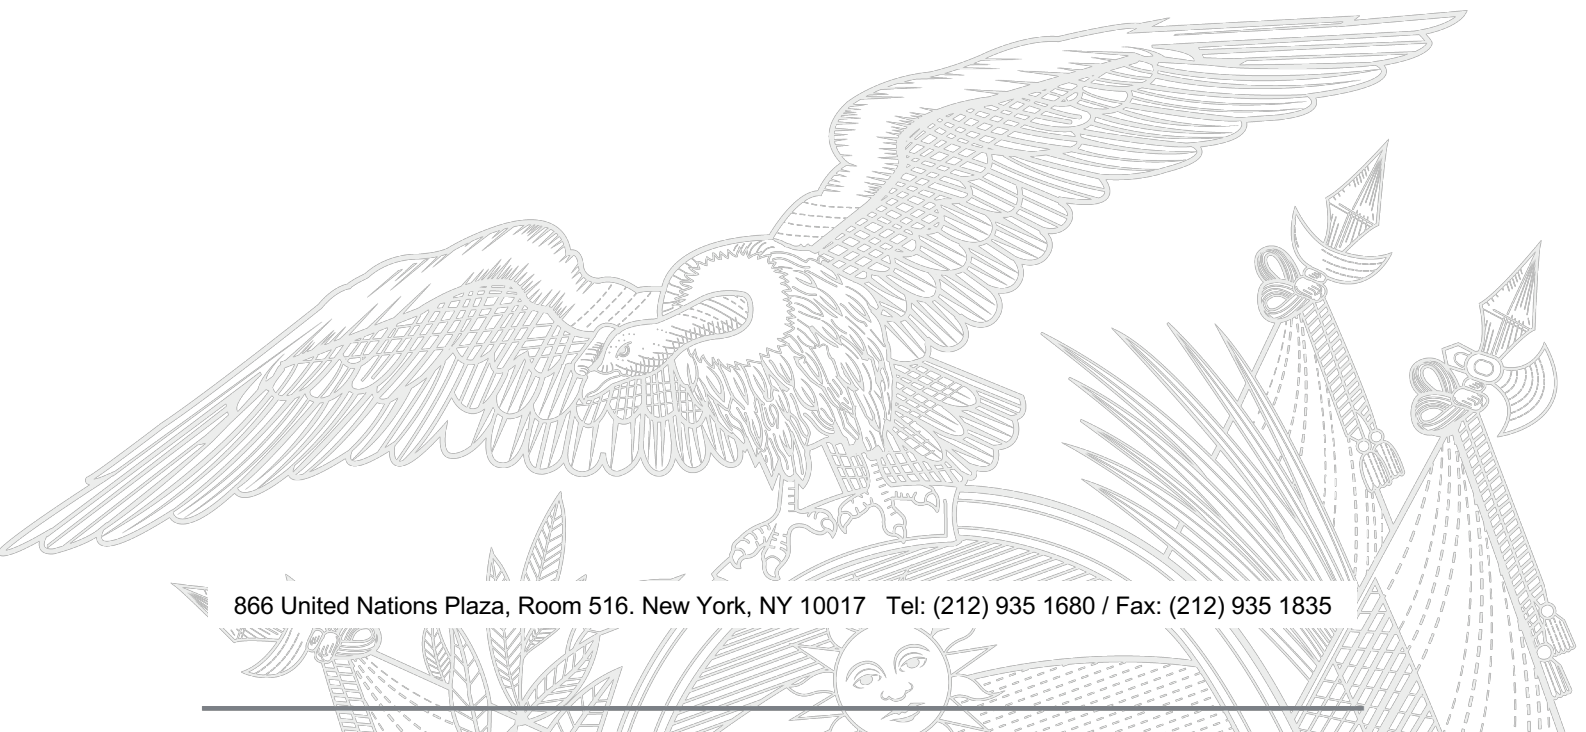 866 United Nations Plaza, Room 516. New York, NY 10017   Tel: (212) 935 1680 / Fax: (212) 935 1835